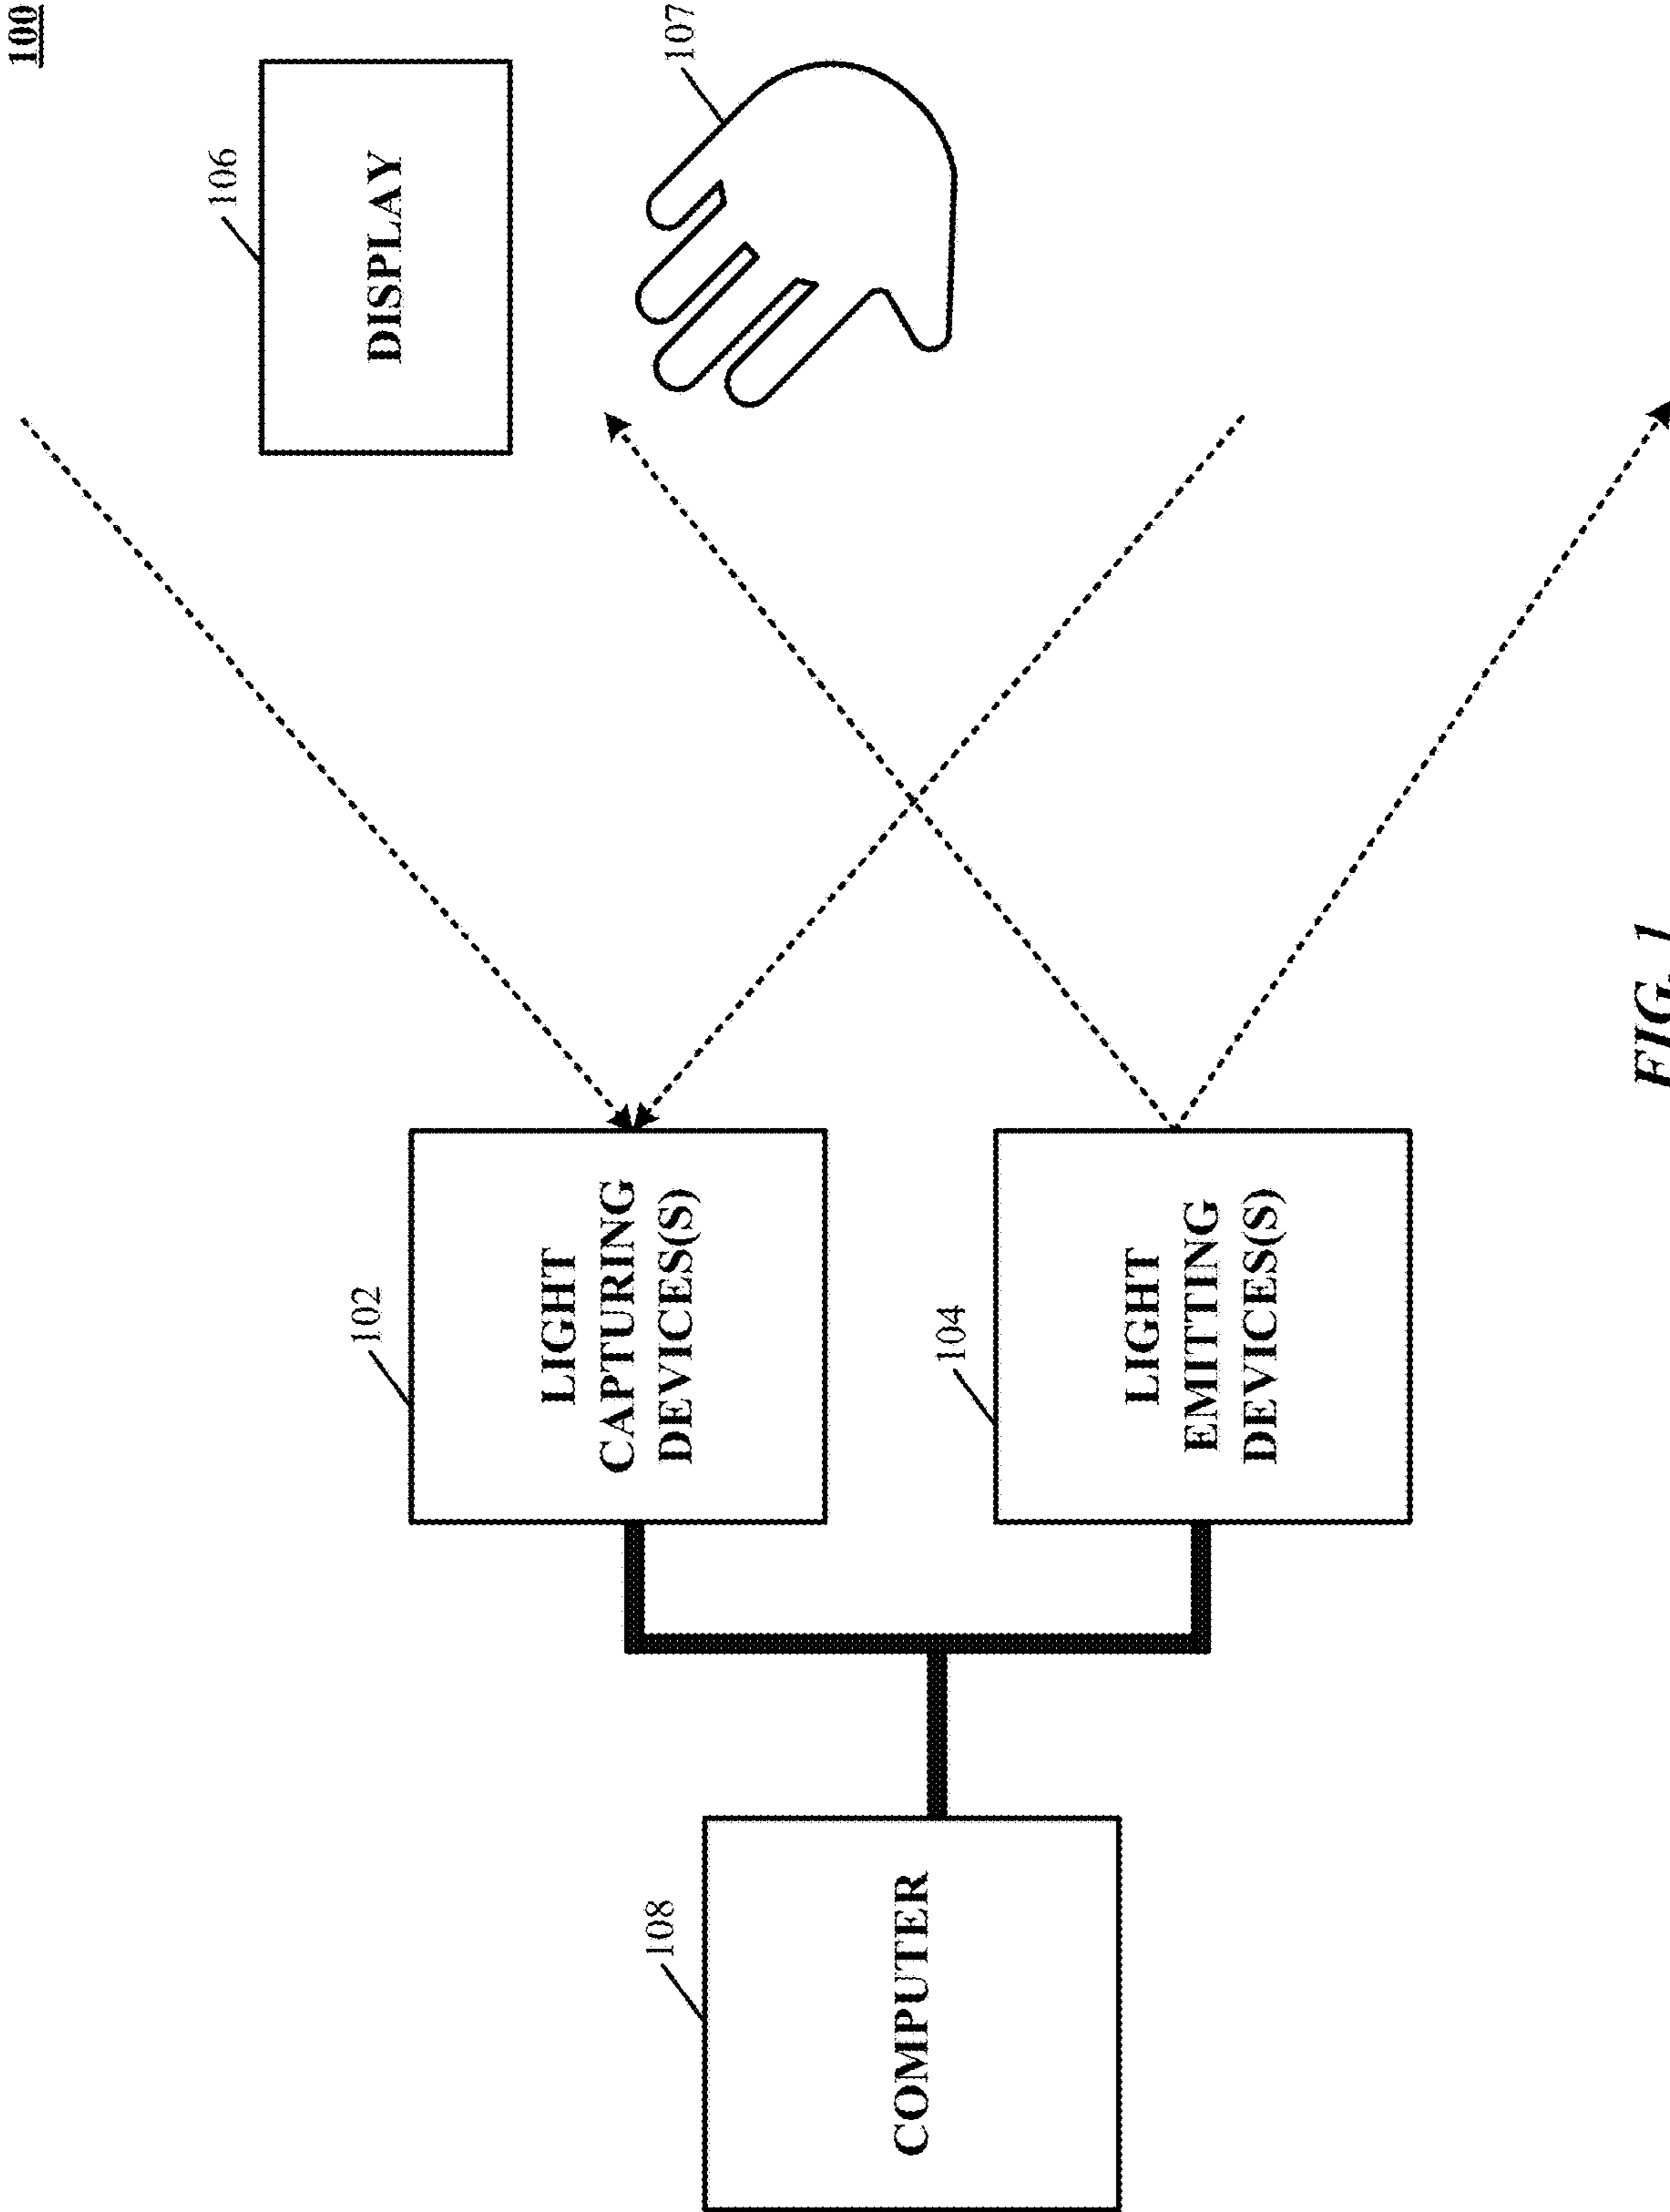 100
106
DISPLAY
107
102
LIGHT
CAPTURING
DEVICES(S)
104
LIGHT
EMITTING
DEVICES(S)
108
COMPUTER
FIG. 1